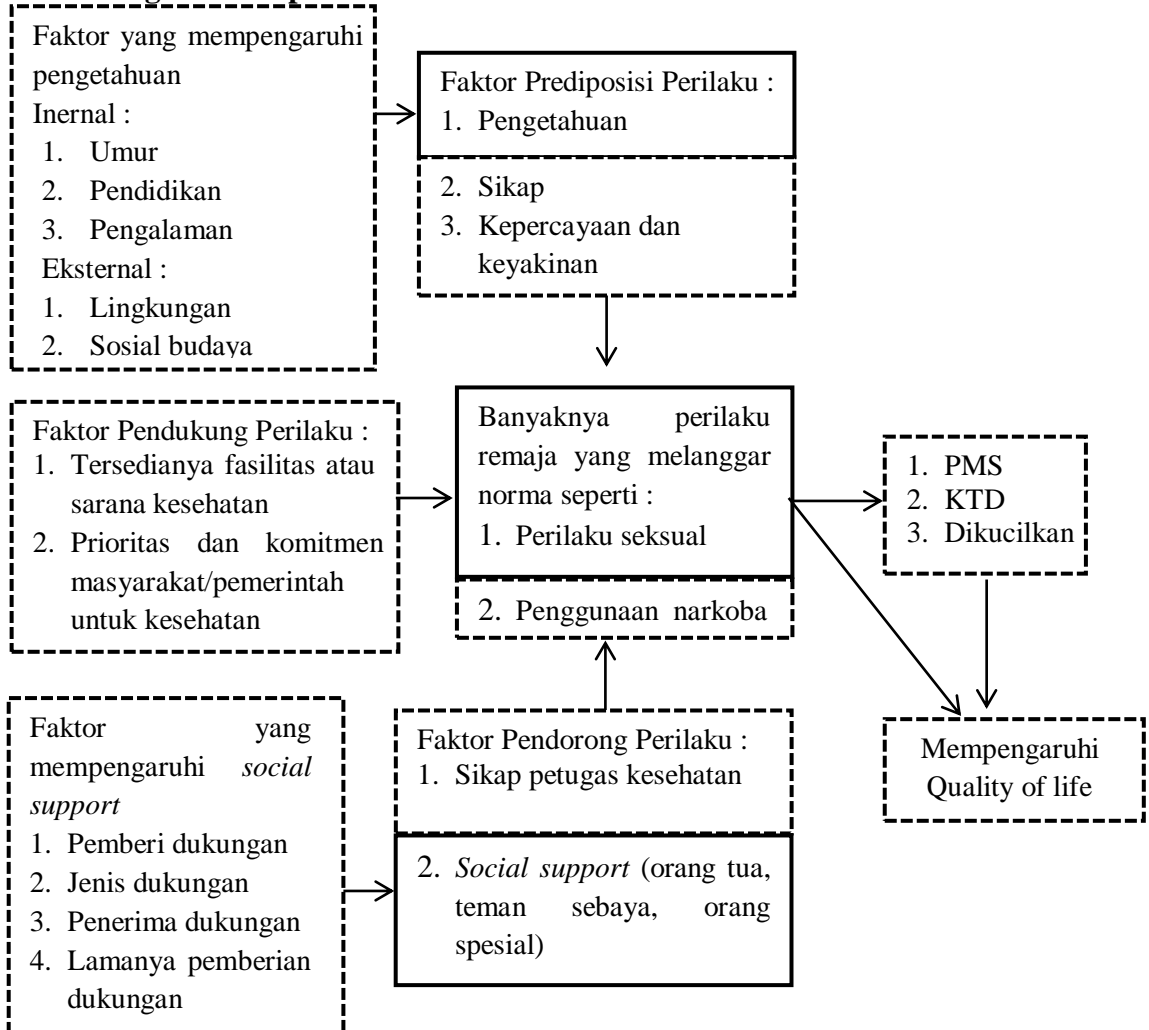 Faktor yang mempengaruhi
pengetahuan
Inernal :
1. Umur
2. Pendidikan
3. Pengalaman
Eksternal :
1. Lingkungan
2. Sosial budaya
Faktor Prediposisi Perilaku :
1. Pengetahuan
2. Sikap
3. Kepercayaan dan
keyakinan
Faktor Pendukung Perilaku :
1. Tersedianya fasilitas atau
sarana kesehatan
2. Prioritas dan komitmen
masyarakat/pemerintah
untuk kesehatan
Banyaknya perilaku
remaja yang melanggar
norma seperti :
1. Perilaku seksual
2. Penggunaan narkoba
1. PMS
2. KTD
3. Dikucilkan
Faktor yang
mempengaruhi social
support
1. Pemberi dukungan
2. Jenis dukungan
3. Penerima dukungan
4. Lamanya pemberian
dukungan
Faktor Pendorong Perilaku :
1. Sikap petugas kesehatan
2. Social support (orang tua,
teman sebaya, orang
spesial)
Mempengaruhi
Quality of life